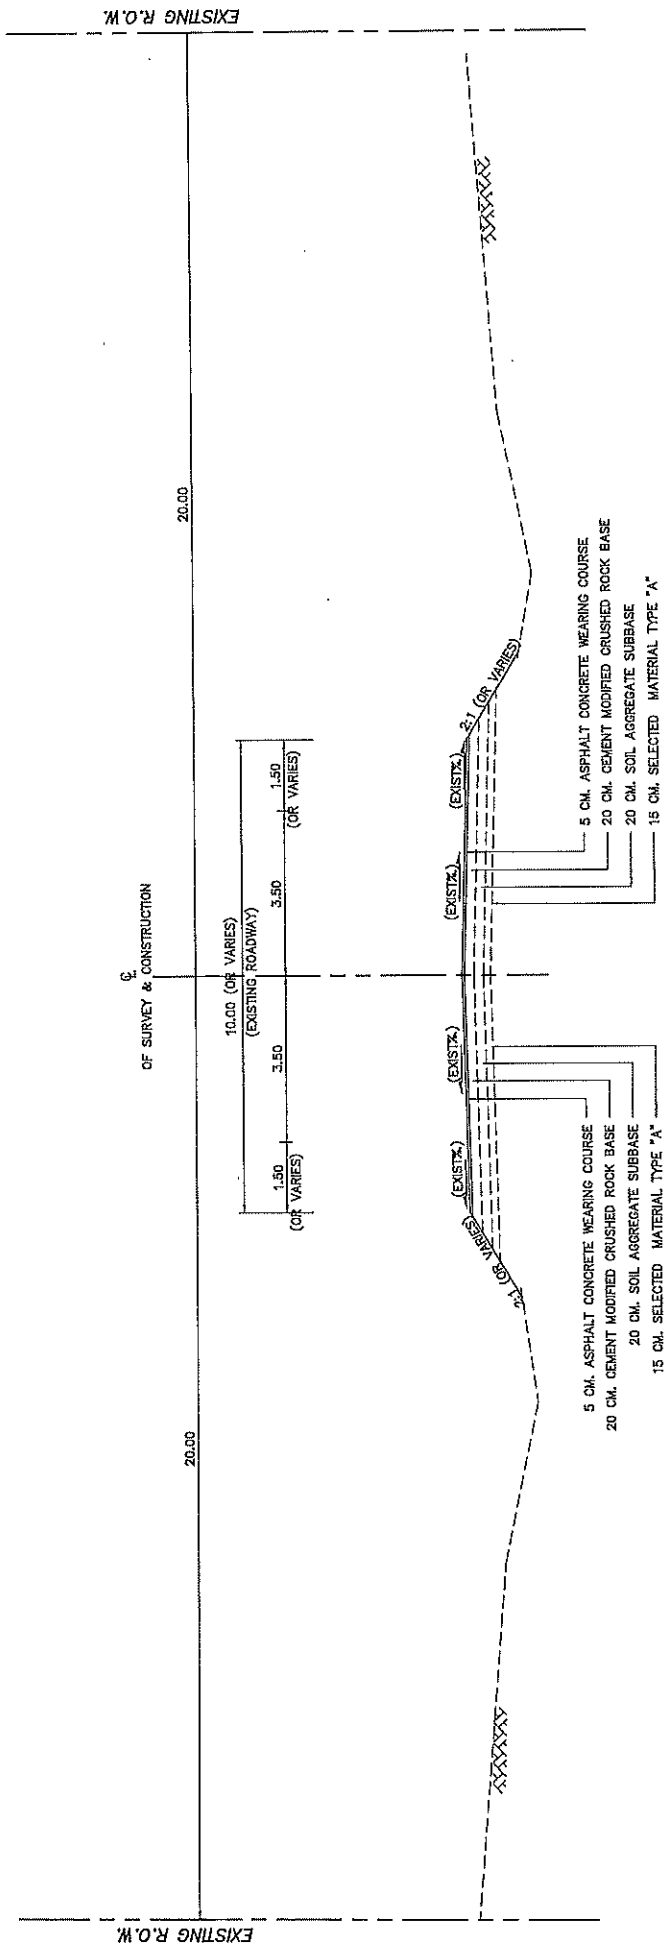 EXISTING R.O.W.
EXISTING R.O.W.
℄
OF SURVEY & CONSTRUCTION
20.00
20.00
10.00 (OR VARIES)
(EXISTING ROADWAY)
1.50
(OR VARIES)
3.50
3.50
1.50
(OR VARIES)
2:1 (OR VARIES)
(EXIST%)
(EXIST%)
(EXIST%)
(EXIST%)
2:1 (OR VARIES)
5 CM. ASPHALT CONCRETE WEARING COURSE
20 CM. CEMENT MODIFIED CRUSHED ROCK BASE
20 CM. SOIL AGGREGATE SUBBASE
15 CM. SELECTED MATERIAL TYPE "A"
5 CM. ASPHALT CONCRETE WEARING COURSE
20 CM. CEMENT MODIFIED CRUSHED ROCK BASE
20 CM. SOIL AGGREGATE SUBBASE
15 CM. SELECTED MATERIAL TYPE "A"